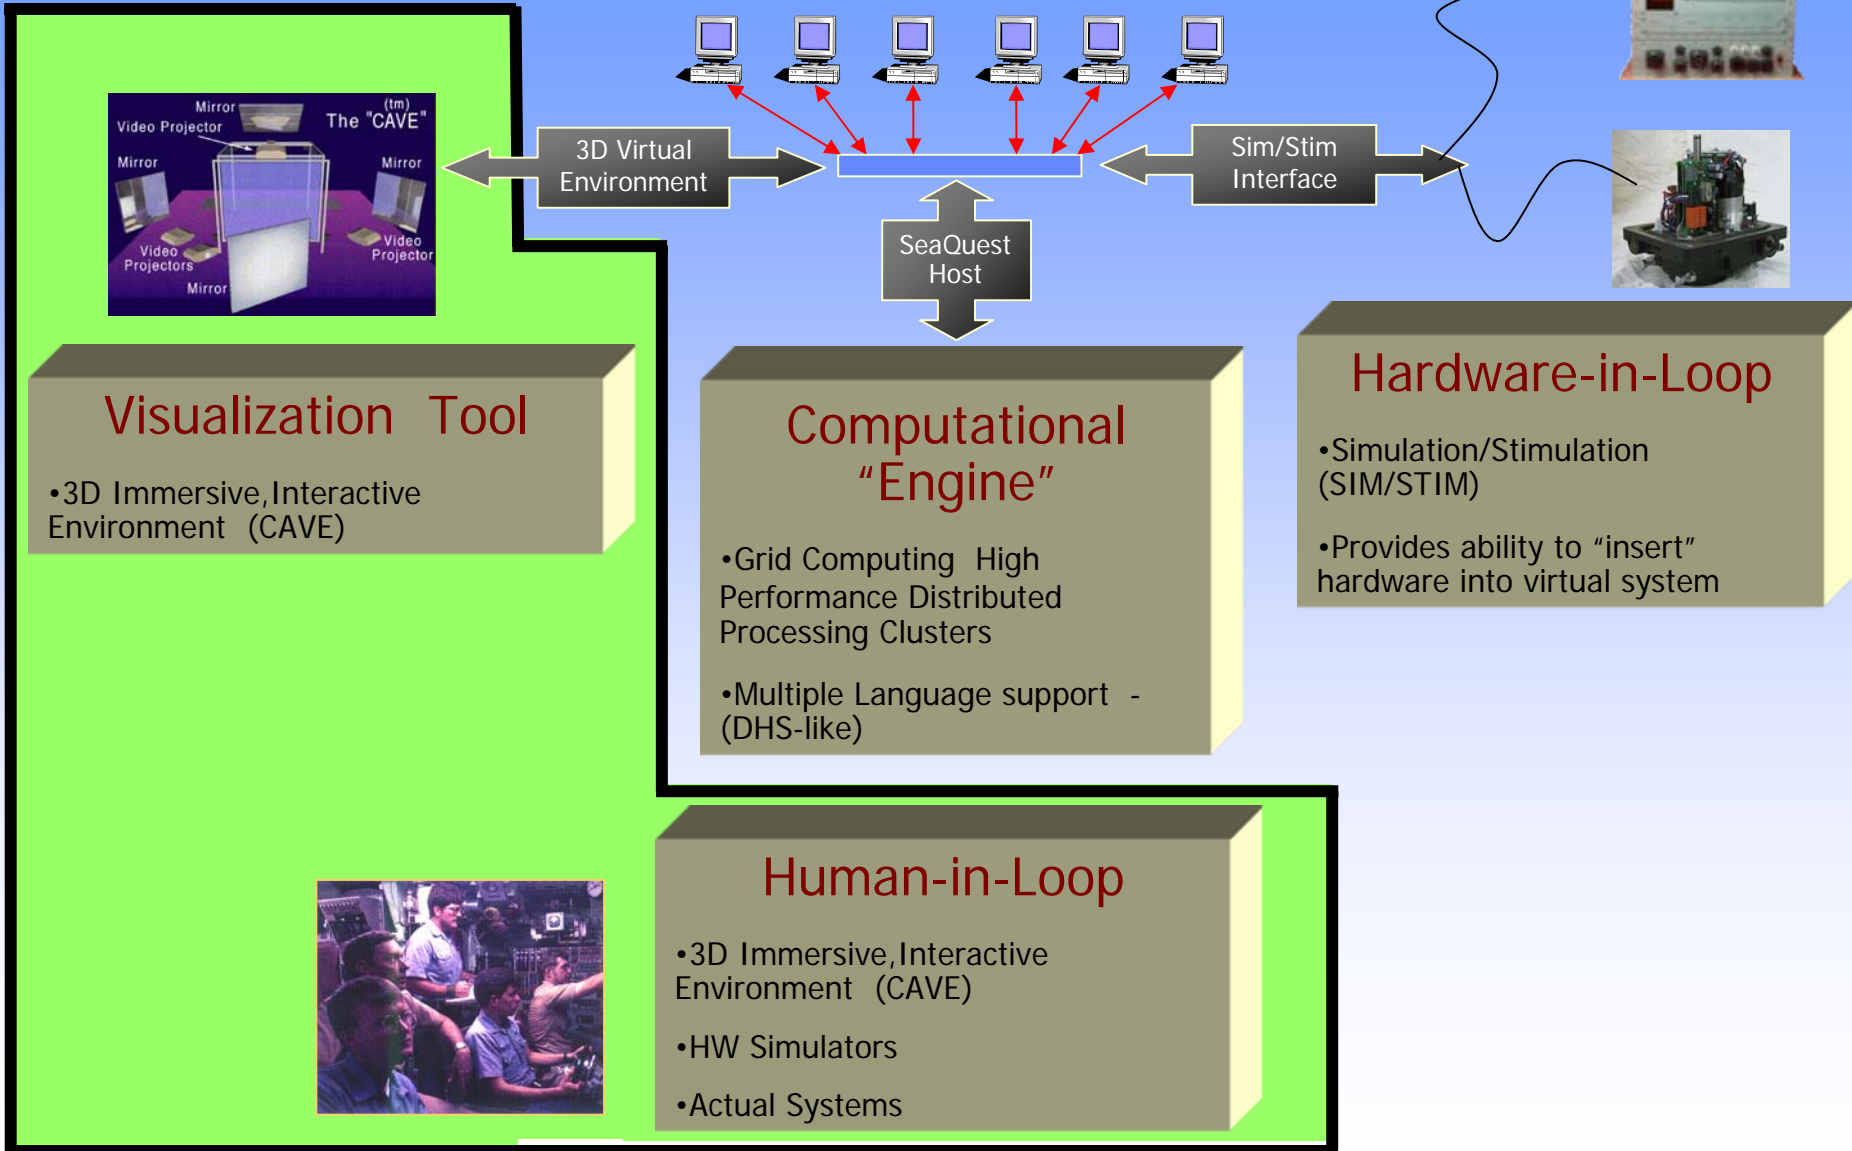 Mirror
(tm)
The "CAVE"
Video Projector
Mirror
Mirror
Video
Projectors
Video
Projector
Mirror
3D Virtual
Environment
Sim/Stim
Interface
SeaQuest
Host
Visualization Tool
•3D Immersive,Interactive
Environment (CAVE)
Computational
“Engine”
•Grid Computing High
Performance Distributed
Processing Clusters
•Multiple Language support -
(DHS-like)
Hardware-in-Loop
•Simulation/Stimulation
(SIM/STIM)
•Provides ability to “insert”
hardware into virtual system
Human-in-Loop
•3D Immersive,Interactive
Environment (CAVE)
•HW Simulators
•Actual Systems